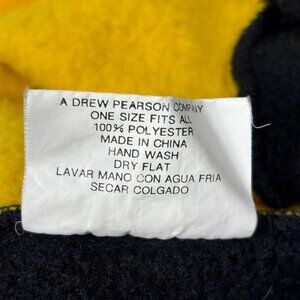 A DREW PEARSON COMPANY
ONE SIZE FITS ALL
100% POLYESTER
MADE IN CHINA
HAND WASH
DRY FLAT
LAVAR MANO CON AGUA FRIA
SECAR COLGADO